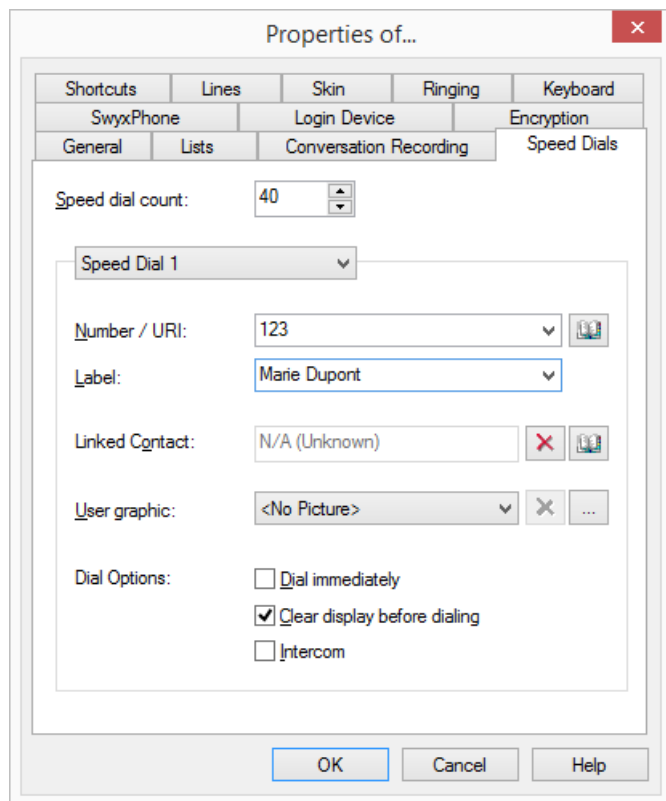 Properties of...
Shortcuts Lines Skin Ringing Keyboard
SwyxPhone Login Device Encryption
General Lists Conversation Recording Speed Dials
Speed dial count: 40
Speed Dial 1
Number / URI: 123
Label: Marie Dupont
Linked Contact: N/A (Unknown)
User graphic: <No Picture> ...
Dial Options: Dial immediately
Clear display before dialing
Intercom
OK Cancel Help